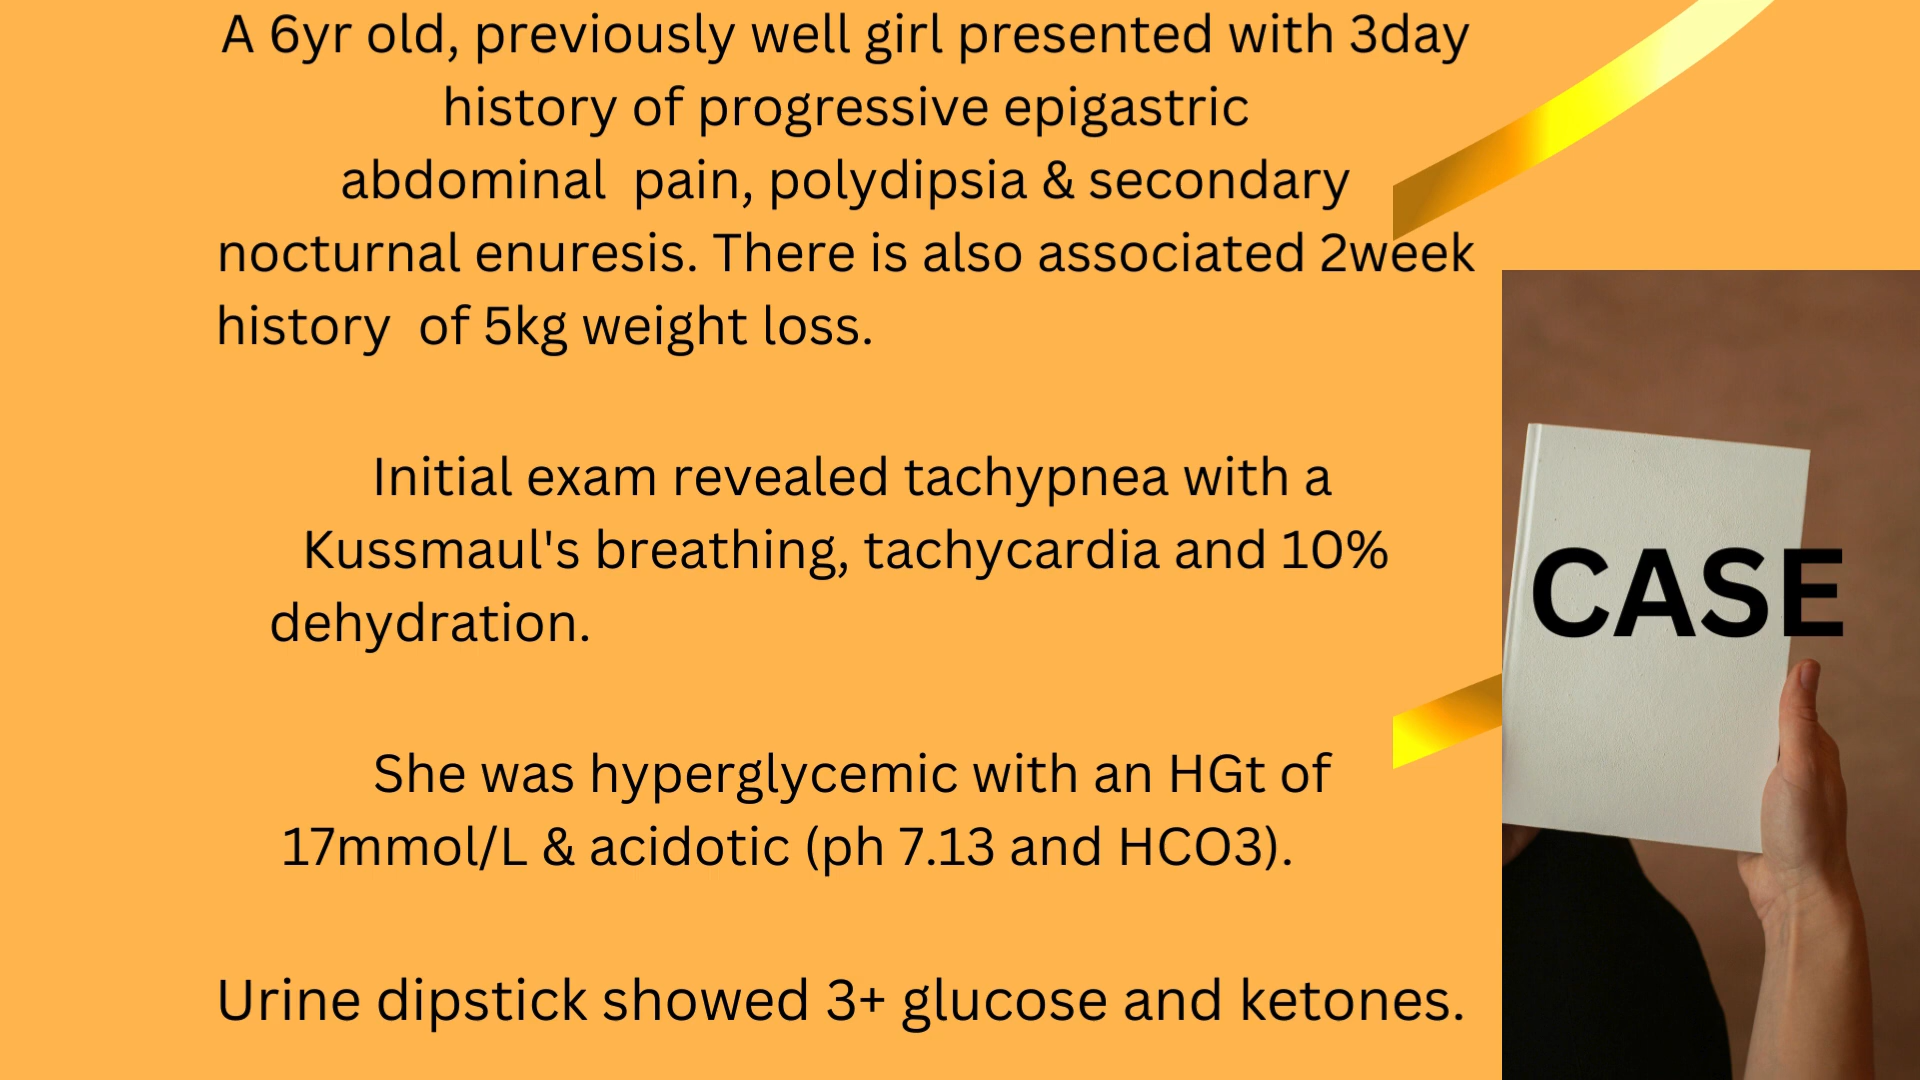 A 6yr old, previously well girl presented with 3day
history of progressive epigastric
abdominal  pain, polydipsia & secondary
nocturnal enuresis. There is also associated 2week
history  of 5kg weight loss.
Initial exam revealed tachypnea with a
Kussmaul's breathing, tachycardia and 10%
dehydration.
She was hyperglycemic with an HGt of
17mmol/L & acidotic (ph 7.13 and HCO3).
Urine dipstick showed 3+ glucose and ketones.
CASE